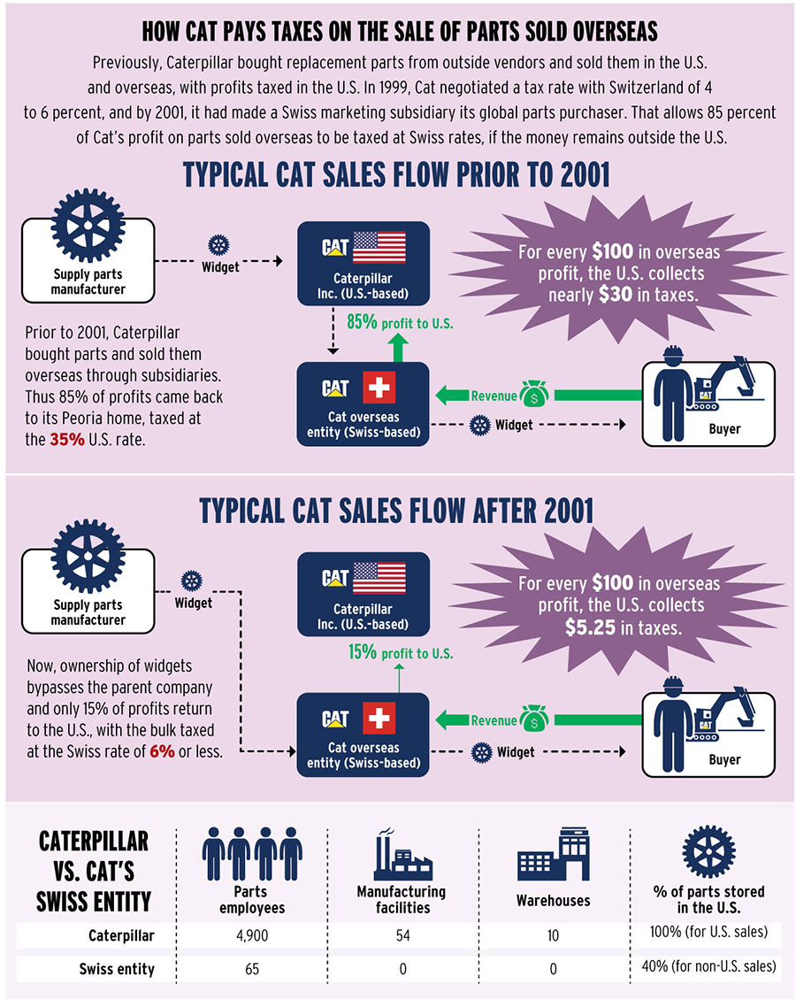 HOW CAT PAYS TAXES ON THE SALE OF PARTS SOLD OVERSEAS
Previously, Caterpillar bought replacement parts from outside vendors and sold them in the U.S.
and overseas, with profits taxed in the U.S. In 1999, Cat negotiated a tax rate with Switzerland of 4
to 6 percent, and by 2001, it had made a Swiss marketing subsidiary its global parts purchaser. That allows 85 percent
of Cat's profit on parts sold overseas to be taxed at Swiss rates, if the money remains outside the U.S.
TYPICAL CAT SALES FLOW PRIOR TO 2001
Supply parts
manufacturer
Widget
CAT
Caterpillar
Inc. (U.S.-based)
For every $100 in overseas
profit, the U.S. collects
nearly $30 in taxes.
85% profit to U.S.
Prior to 2001, Caterpillar
bought parts and sold them
overseas through subsidiaries.
Thus 85% of profits came back
to its Peoria home, taxed at
the 35% U.S. rate.
CAT
Cat overseas
entity (Swiss-based)
Revenue
$
Widget
CAT
Buyer
TYPICAL CAT SALES FLOW AFTER 2001
Supply parts
manufacturer
Widget
CAT
Caterpillar
Inc. (U.S.-based)
For every $100 in overseas
profit, the U.S. collects
$5.25 in taxes.
15% profit to U.S.
Now, ownership of widgets
bypasses the parent company
and only 15% of profits return
to the U.S., with the bulk taxed
at the Swiss rate of 6% or less.
CAT
Cat overseas
entity (Swiss-based)
Revenue
$
Widget
CAT
Buyer
CATERPILLAR
VS. CAT'S
SWISS ENTITY
Parts
employees
Manufacturing
facilities
Warehouses
% of parts stored
in the U.S.
Caterpillar 4,900 54 10 100% (for U.S. sales)
Swiss entity 65 0 0 40% (for non-U.S. sales)